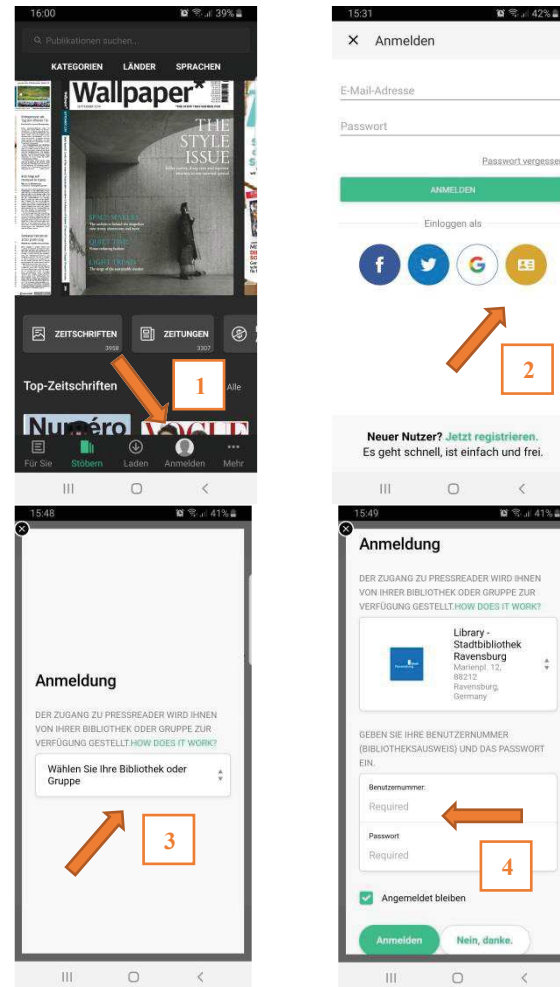 16:00
39%
Publikationen suchen...
KATEGORIEN LÄNDER SPRACHEN
Wallpaper*
THE
STYLE
ISSUE
SPACE MAKERS
QUIET TIME
LIGHT TREADS
ZEITSCHRIFTEN
3958
ZEITUNGEN
3307
1
Top-Zeitschriften
Alle
Numéro
VOGUE
Für Sie
Stöbern
Laden
Anmelden
Mehr
15:31
42%
Anmelden
E-Mail-Adresse
Passwort
Passwort vergessen
ANMELDEN
Einloggen als
f
G
2
Neuer Nutzer? Jetzt registrieren.
Es geht schnell, ist einfach und frei.
15:48
41%
Anmeldung
DER ZUGANG ZU PRESSREADER WIRD IHNEN
VON IHRER BIBLIOTHEK ODER GRUPPE ZUR
VERFÜGUNG GESTELLT.HOW DOES IT WORK?
Wählen Sie Ihre Bibliothek oder
Gruppe
3
15:49
41%
Anmeldung
DER ZUGANG ZU PRESSREADER WIRD IHNEN
VON IHRER BIBLIOTHEK ODER GRUPPE ZUR
VERFÜGUNG GESTELLT.HOW DOES IT WORK?
Library -
Stadtbibliothek
Ravensburg
Marienpl. 12,
88212
Ravensburg,
Germany
GEBEN SIE IHRE BENUTZERNUMMER
(BIBLIOTHEKSAUSWEIS) UND DAS PASSWORT
EIN.
Benutzernummer:
Required
Passwort
Required
4
Angemeldet bleiben
Anmelden
Nein, danke.